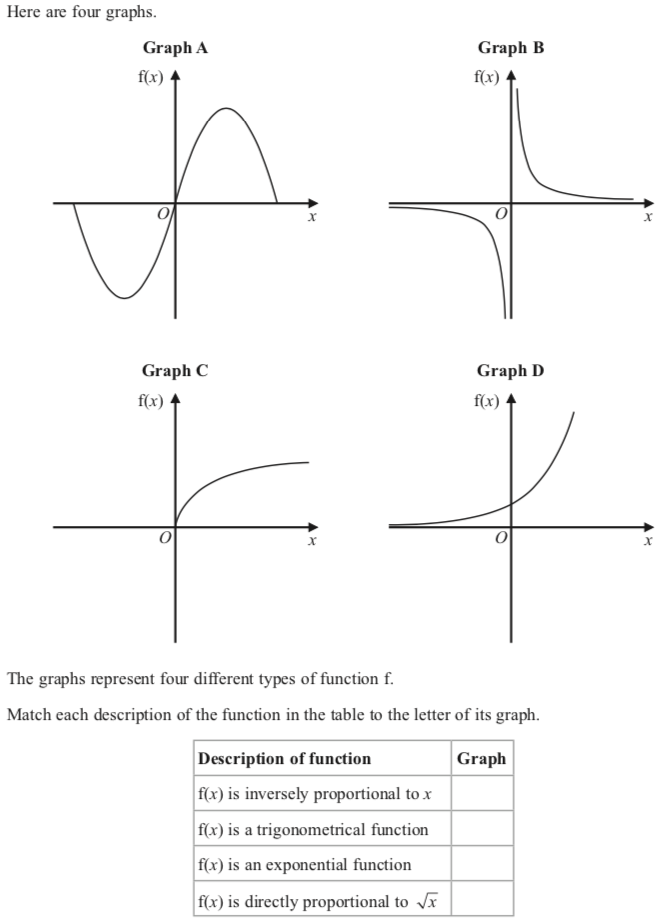 Here are four graphs.
Graph A
Graph B
f(x)
f(x)
O
x
O
x
Graph C
Graph D
f(x)
f(x)
O
x
O
x
The graphs represent four different types of function f.
Match each description of the function in the table to the letter of its graph.
Description of function Graph
f(x) is inversely proportional to x
f(x) is a trigonometrical function
f(x) is an exponential function
f(x) is directly proportional to √x